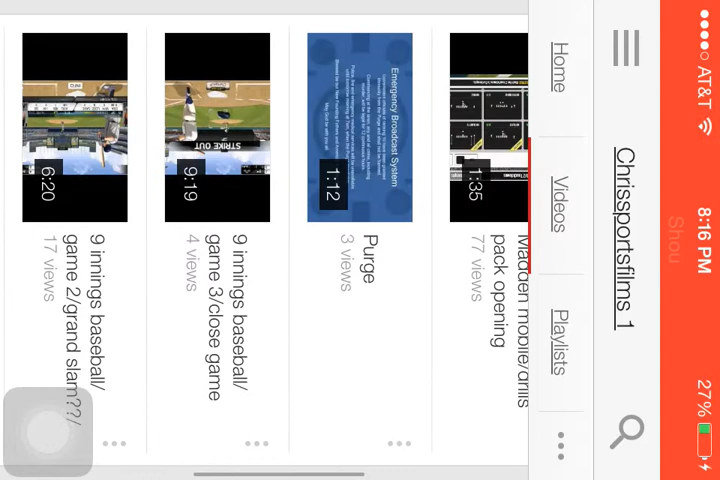 AT&T 8:16 PM 27%
Shou
Chrissportsfilms 1
Home Videos Playlists
1:35
Madden mobile/drills
pack opening
77 views
Emergency Broadcast System
1:12
Purge
3 views
STRIKE OUT
9:19
9 innings baseball/
game 3/close game
4 views
6:20
9 innings baseball/
game 2/grand slam??/
17 views